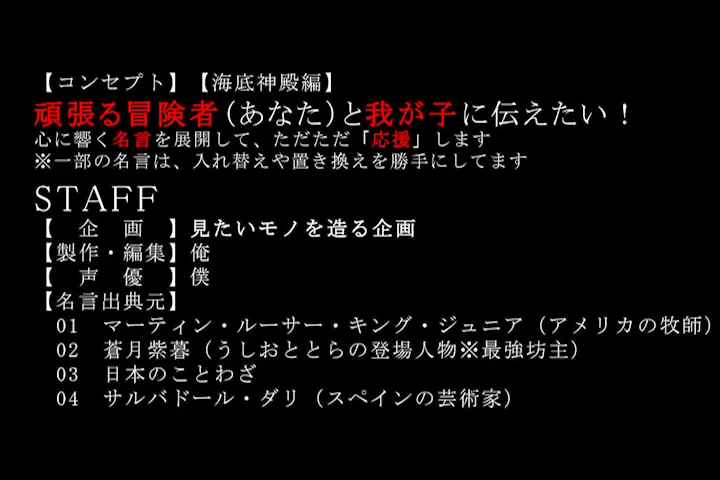 【コンセプト】【海底神殿編】
頑張る冒険者(あなた)と我が子に伝えたい！
心に響く名言を展開して、ただただ「応援」します
※一部の名言は、入れ替えや置き換えを勝手にしてます
STAFF
【　企　画　】見たいモノを造る企画
【製作・編集】俺
【　声　優　】僕
【名言出典元】
01　マーティン・ルーサー・キング・ジュニア（アメリカの牧師）
02　蒼月紫暮（うしおととらの登場人物※最強坊主）
03　日本のことわざ
04　サルバドール・ダリ（スペインの芸術家）